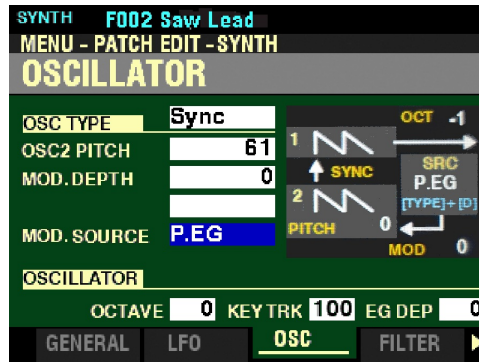 SYNTH F002 Saw Lead
MENU - PATCH EDIT - SYNTH
OSCILLATOR
OSC TYPE Sync
OSC2 PITCH 61
MOD. DEPTH 0
MOD. SOURCE P.EG
OCT -1
1
SYNC
SRC
P.EG
2
[TYPE]+[D]
PITCH 0
MOD 0
OSCILLATOR
OCTAVE 0 KEY TRK 100 EG DEP 0
GENERAL LFO OSC FILTER